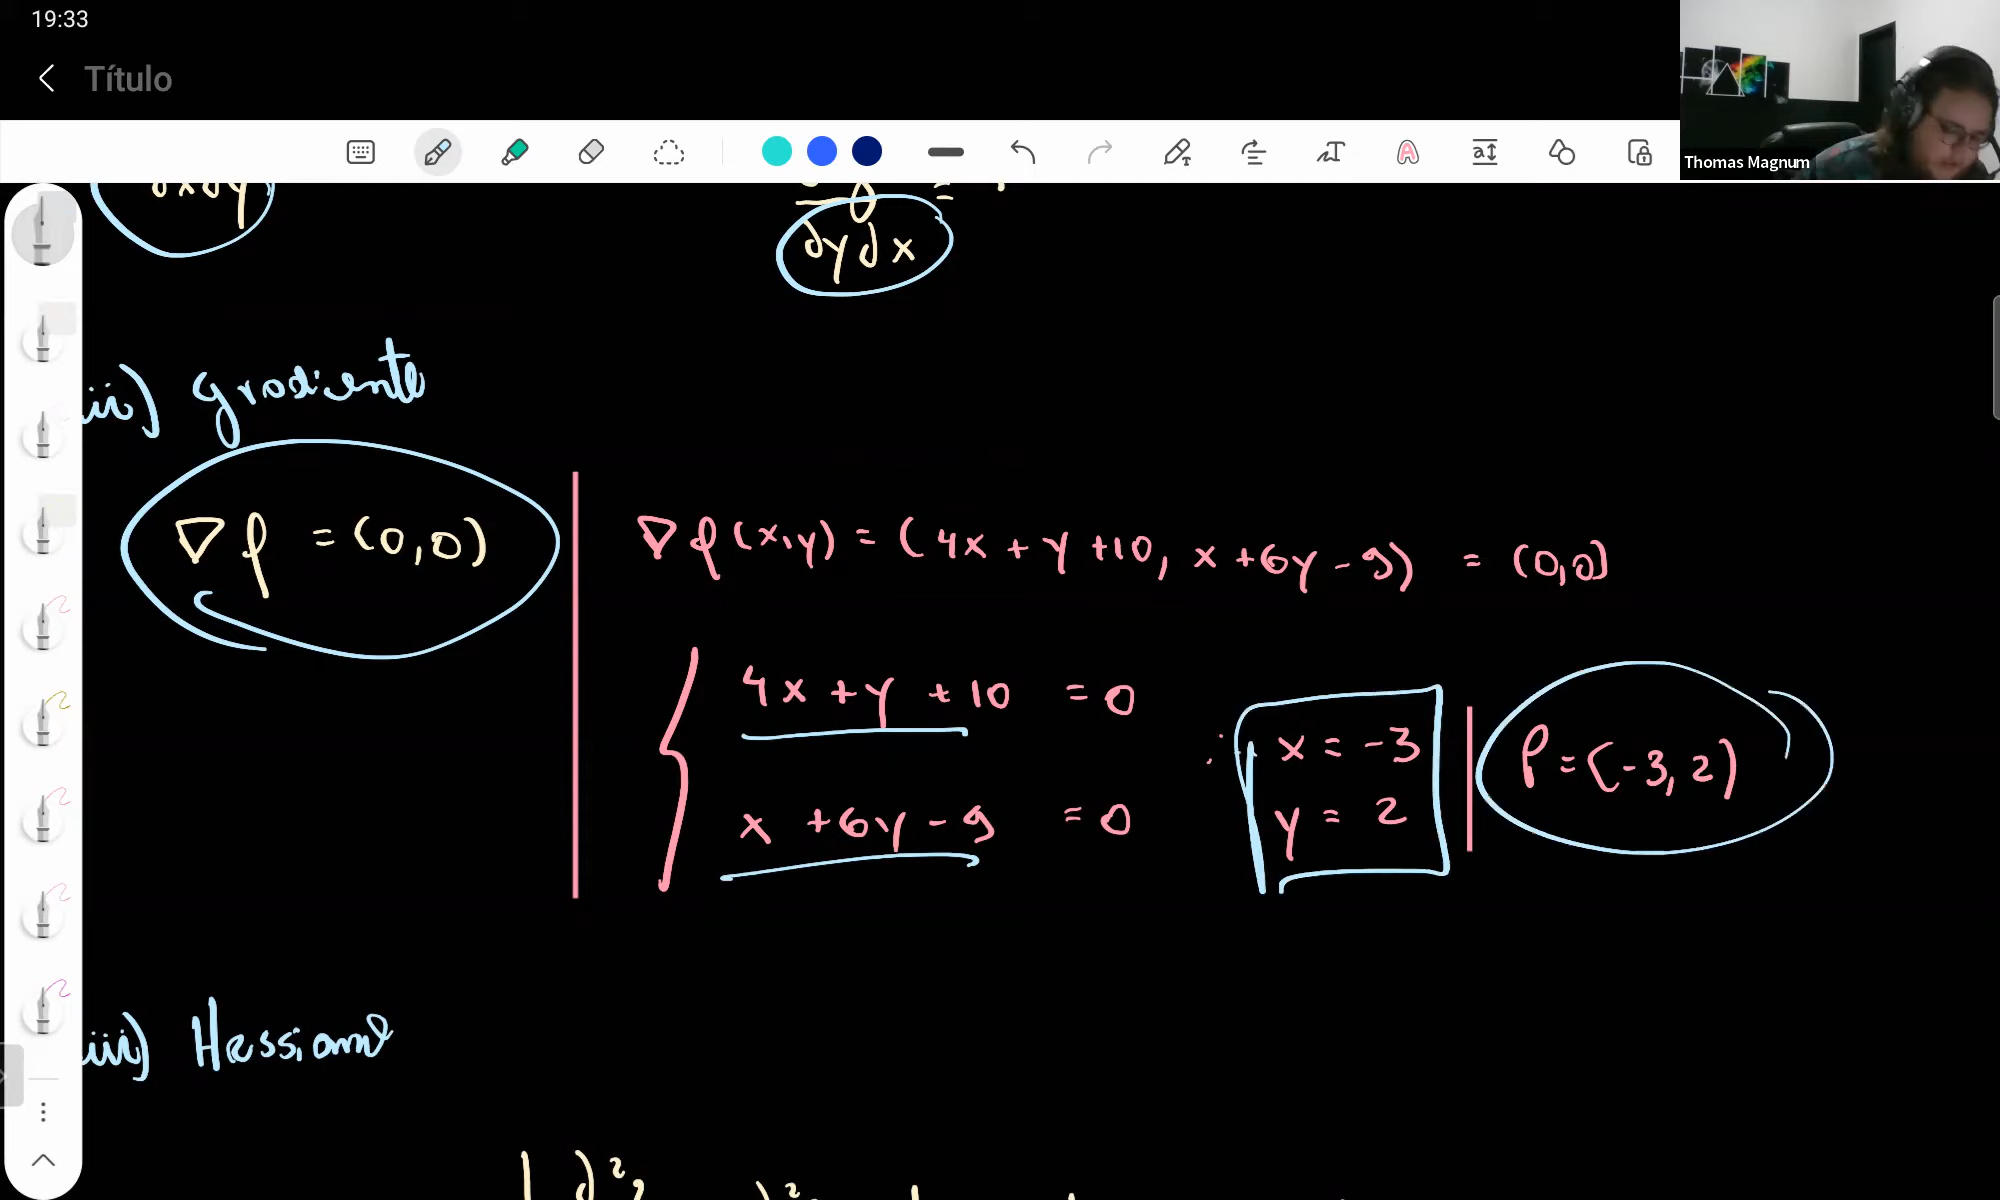 19:33
Título
Thomas Magnum
∂x∂y
∂y∂x
ii) gradiente
∇f = (0,0)
∇f(x,y) = (4x + y + 10, x + 6y - 9) = (0,0)
4x + y + 10 = 0
x + 6y - 9 = 0
∴ x = -3
y = 2
P = (-3, 2)
iii) Hessiana